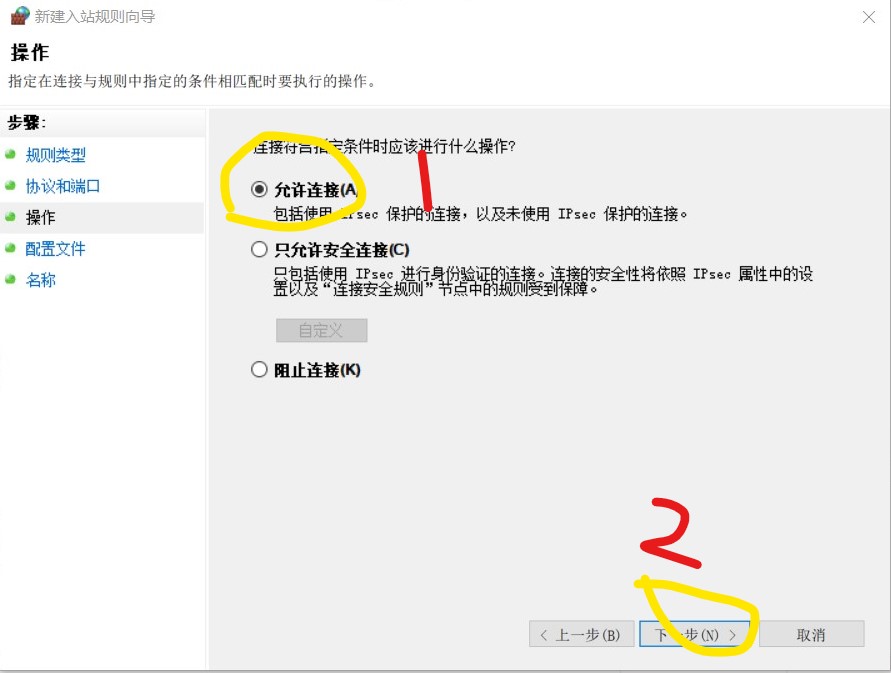 新建入站规则向导
操作
指定在连接与规则中指定的条件相匹配时要执行的操作。
步骤:
规则类型
协议和端口
操作
配置文件
名称
连接符合指定条件时应该进行什么操作?
1
允许连接(A
包括使用 IPsec 保护的连接，以及未使用 IPsec 保护的连接。
只允许安全连接(C)
只包括使用 IPsec 进行身份验证的连接。连接的安全性将依照 IPsec 属性中的设
置以及“连接安全规则”节点中的规则受到保障。
自定义
阻止连接(K)
2
< 上一步(B)
下一步(N) >
取消